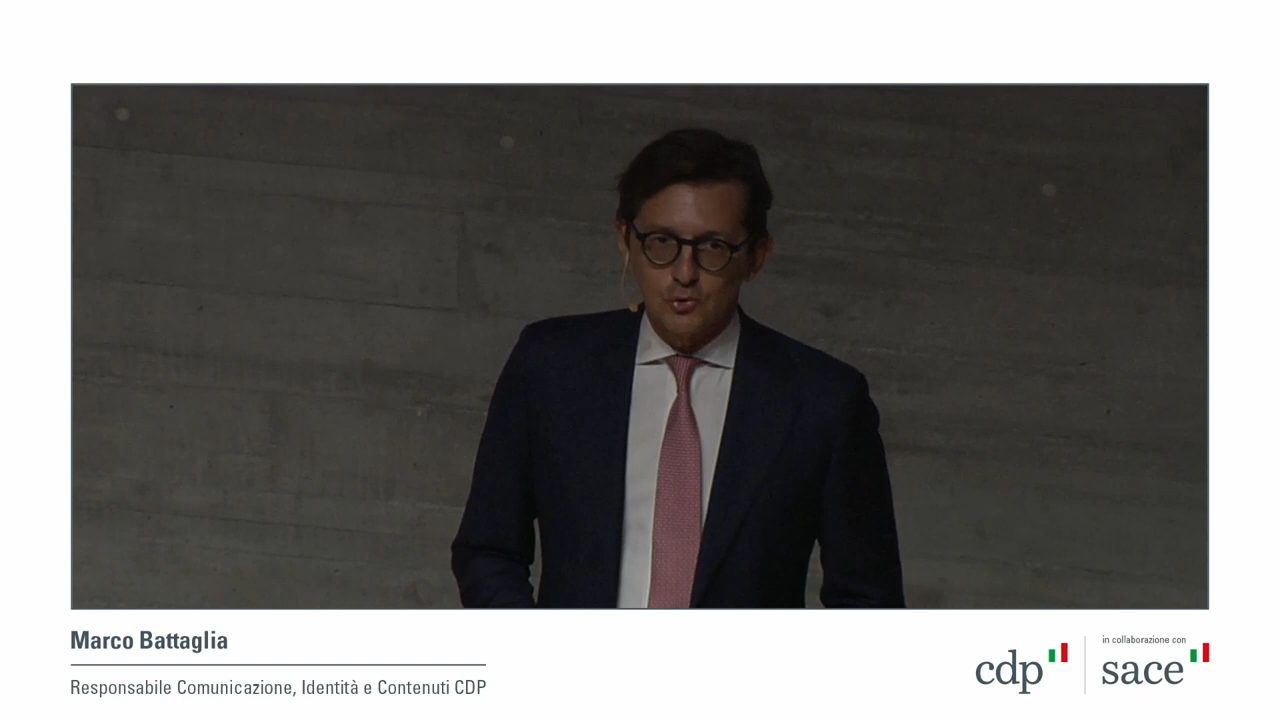 Marco Battaglia
Responsabile Comunicazione, Identità e Contenuti CDP
cdp
in collaborazione con
sace